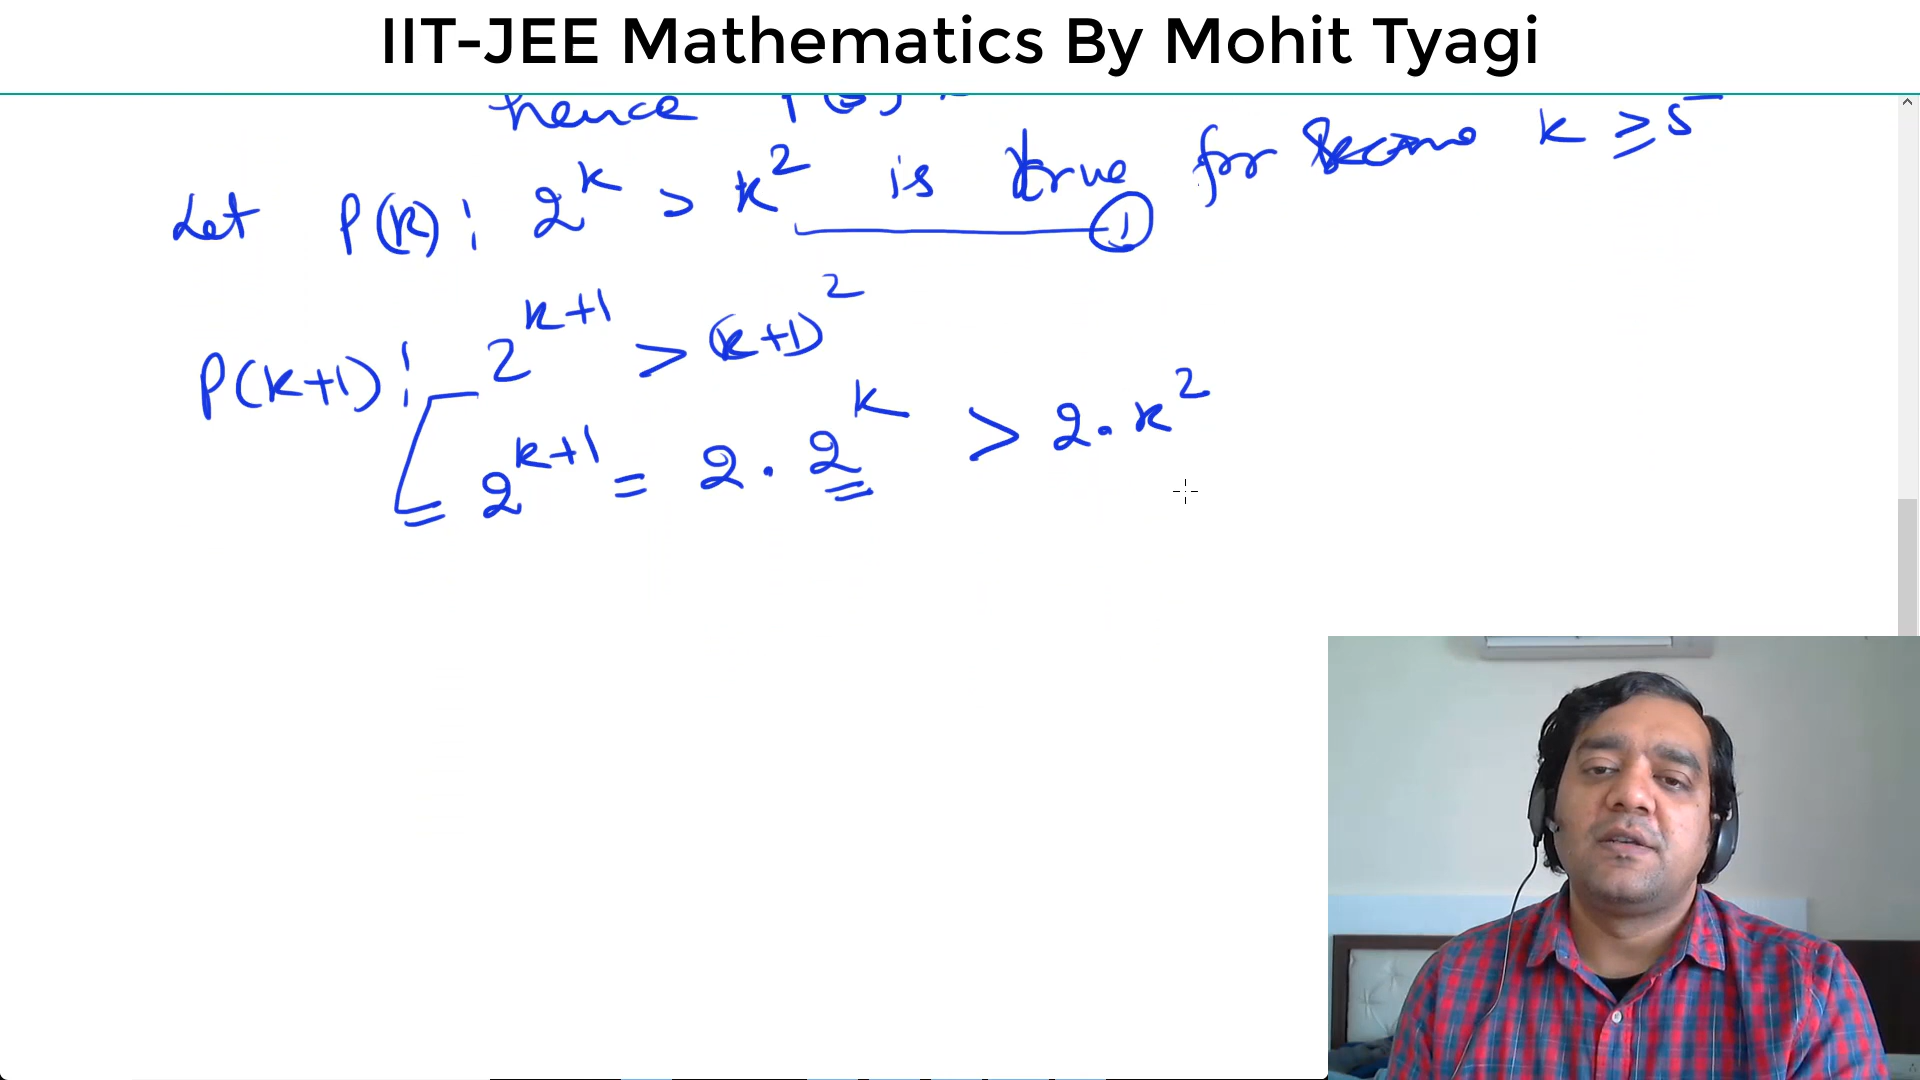 IIT-JEE Mathematics By Mohit Tyagi
hence
Let P(k) : 2^k > k^2 is true for k ≥ 5
1
P(k+1) : 2^{k+1} > (k+1)^2
2^{k+1} = 2 · 2^k > 2 · k^2